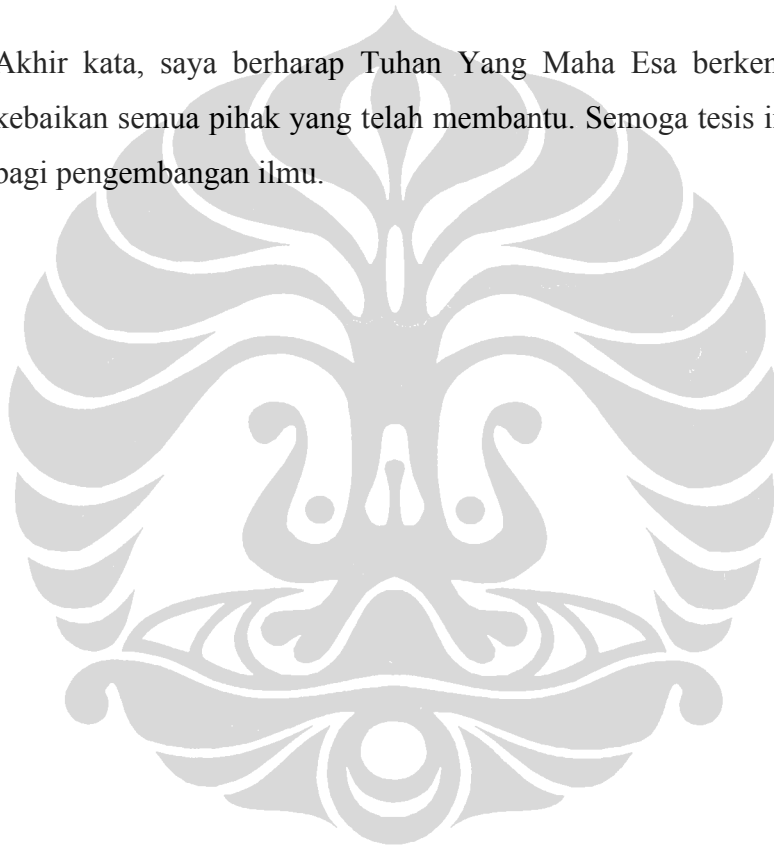 Akhir kata, saya berharap Tuhan Yang Maha Esa berken
kebaikan semua pihak yang telah membantu. Semoga tesis
bagi pengembangan ilmu.